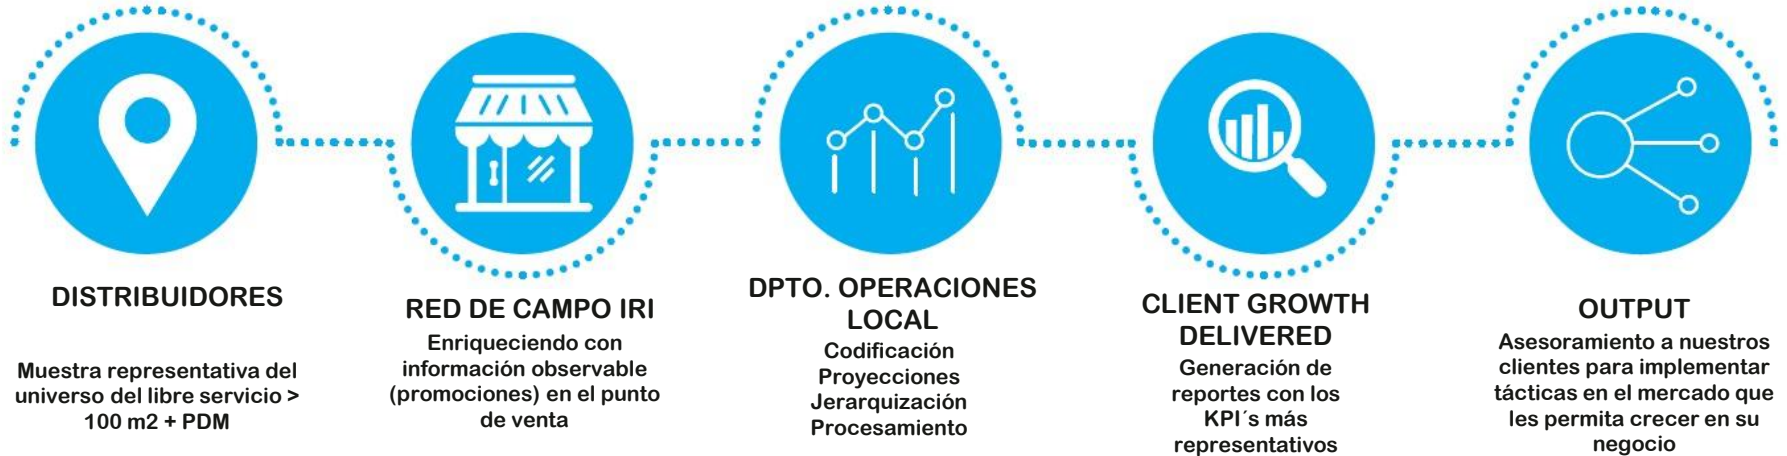 DISTRIBUIDORES
Muestra representativa del
universo del libre servicio >
100 m2 + PDM
RED DE CAMPO IRI
Enriqueciendo con
información observable
(promociones) en el punto
de venta
DPTO. OPERACIONES
LOCAL
Codificación
Proyecciones
Jerarquización
Procesamiento
CLIENT GROWTH
DELIVERED
Generación de
reportes con los
KPI´s más
representativos
OUTPUT
Asesoramiento a nuestros
clientes para implementar
tácticas en el mercado que
les permita crecer en su
negocio